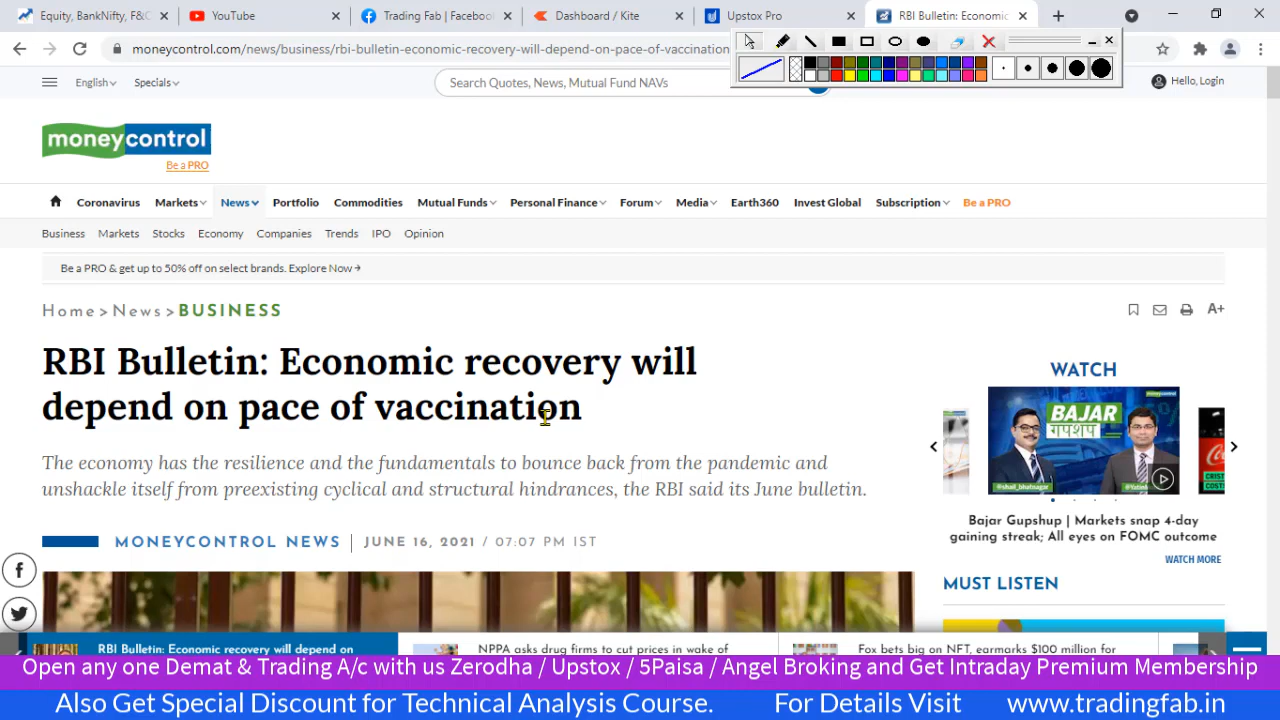 Equity, BankNifty, F&O
YouTube
Trading Fab | Facebook
Dashboard / Kite
Upstox Pro
RBI Bulletin: Economic
moneycontrol.com/news/business/rbi-bulletin-economic-recovery-will-depend-on-pace-of-vaccination
English
Specials
Search Quotes, News, Mutual Fund NAVs
Hello, Login
moneycontrol
Be a PRO
Coronavirus Markets News Portfolio Commodities Mutual Funds Personal Finance Forum Media Earth360 Invest Global Subscription Be a PRO
Business Markets Stocks Economy Companies Trends IPO Opinion
Be a PRO & get up to 50% off on select brands. Explore Now
Home > News > BUSINESS
A+
RBI Bulletin: Economic recovery will
depend on pace of vaccination
The economy has the resilience and the fundamentals to bounce back from the pandemic and
unshackle itself from preexisting cyclical and structural hindrances, the RBI said its June bulletin.
MONEYCONTROL NEWS | JUNE 16, 2021 / 07:07 PM IST
WATCH
moneycontrol
BAJAR
गपशप
@shail_bhatnagar
Bajar Gupshup | Markets snap 4-day
gaining streak; All eyes on FOMC outcome
WATCH MORE
MUST LISTEN
RBI Bulletin: Economic recovery will depend on
NPPA asks drug firms to cut prices in wake of
Fox bets big on NFT, earmarks $100 million for
Open any one Demat & Trading A/c with us Zerodha / Upstox / 5Paisa / Angel Broking and Get Intraday Premium Membership
Also Get Special Discount for Technical Analysis Course. For Details Visit www.tradingfab.in